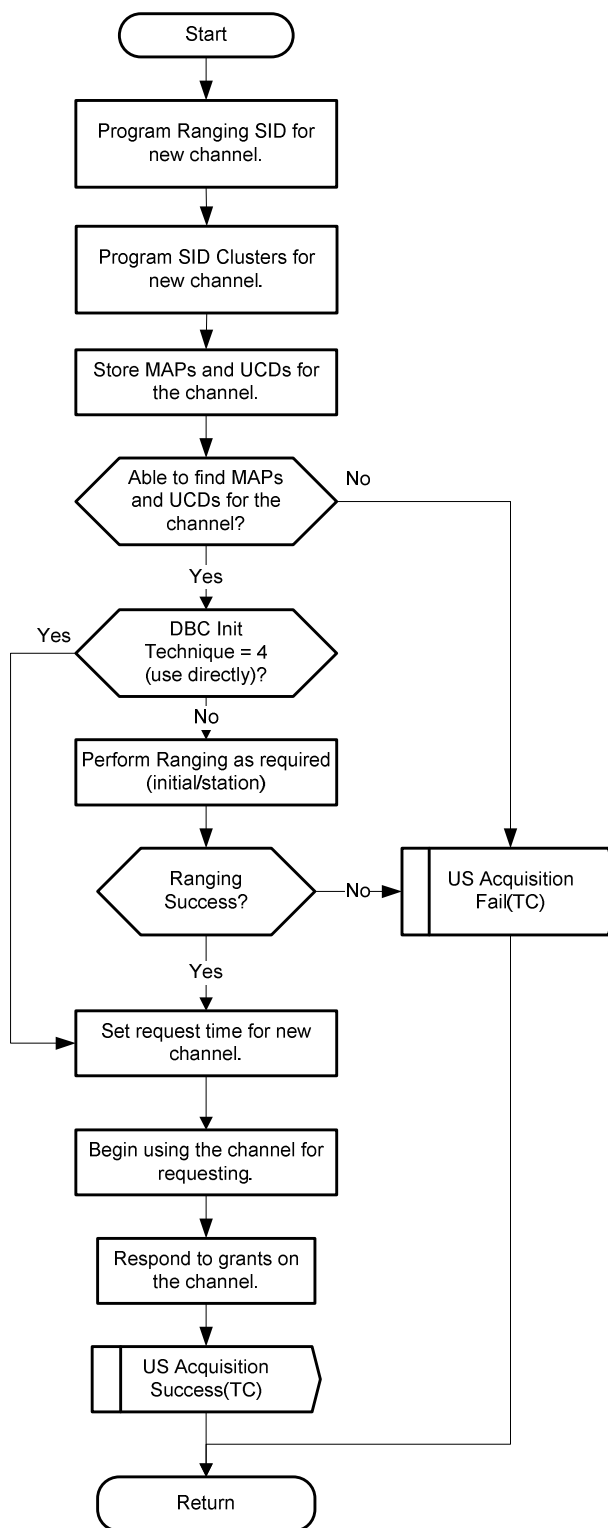 Start
Program Ranging SID for
new channel.
Program SID Clusters for
new channel.
Store MAPs and UCDs for
the channel.
Able to find MAPs
and UCDs for the
channel?
No
Yes
Yes
DBC Init
Technique = 4
(use directly)?
No
Perform Ranging as required
(initial/station)
Ranging
Success?
No
US Acquisition
Fail(TC)
Yes
Set request time for new
channel.
Begin using the channel for
requesting.
Respond to grants on
the channel.
US Acquisition
Success(TC)
Return